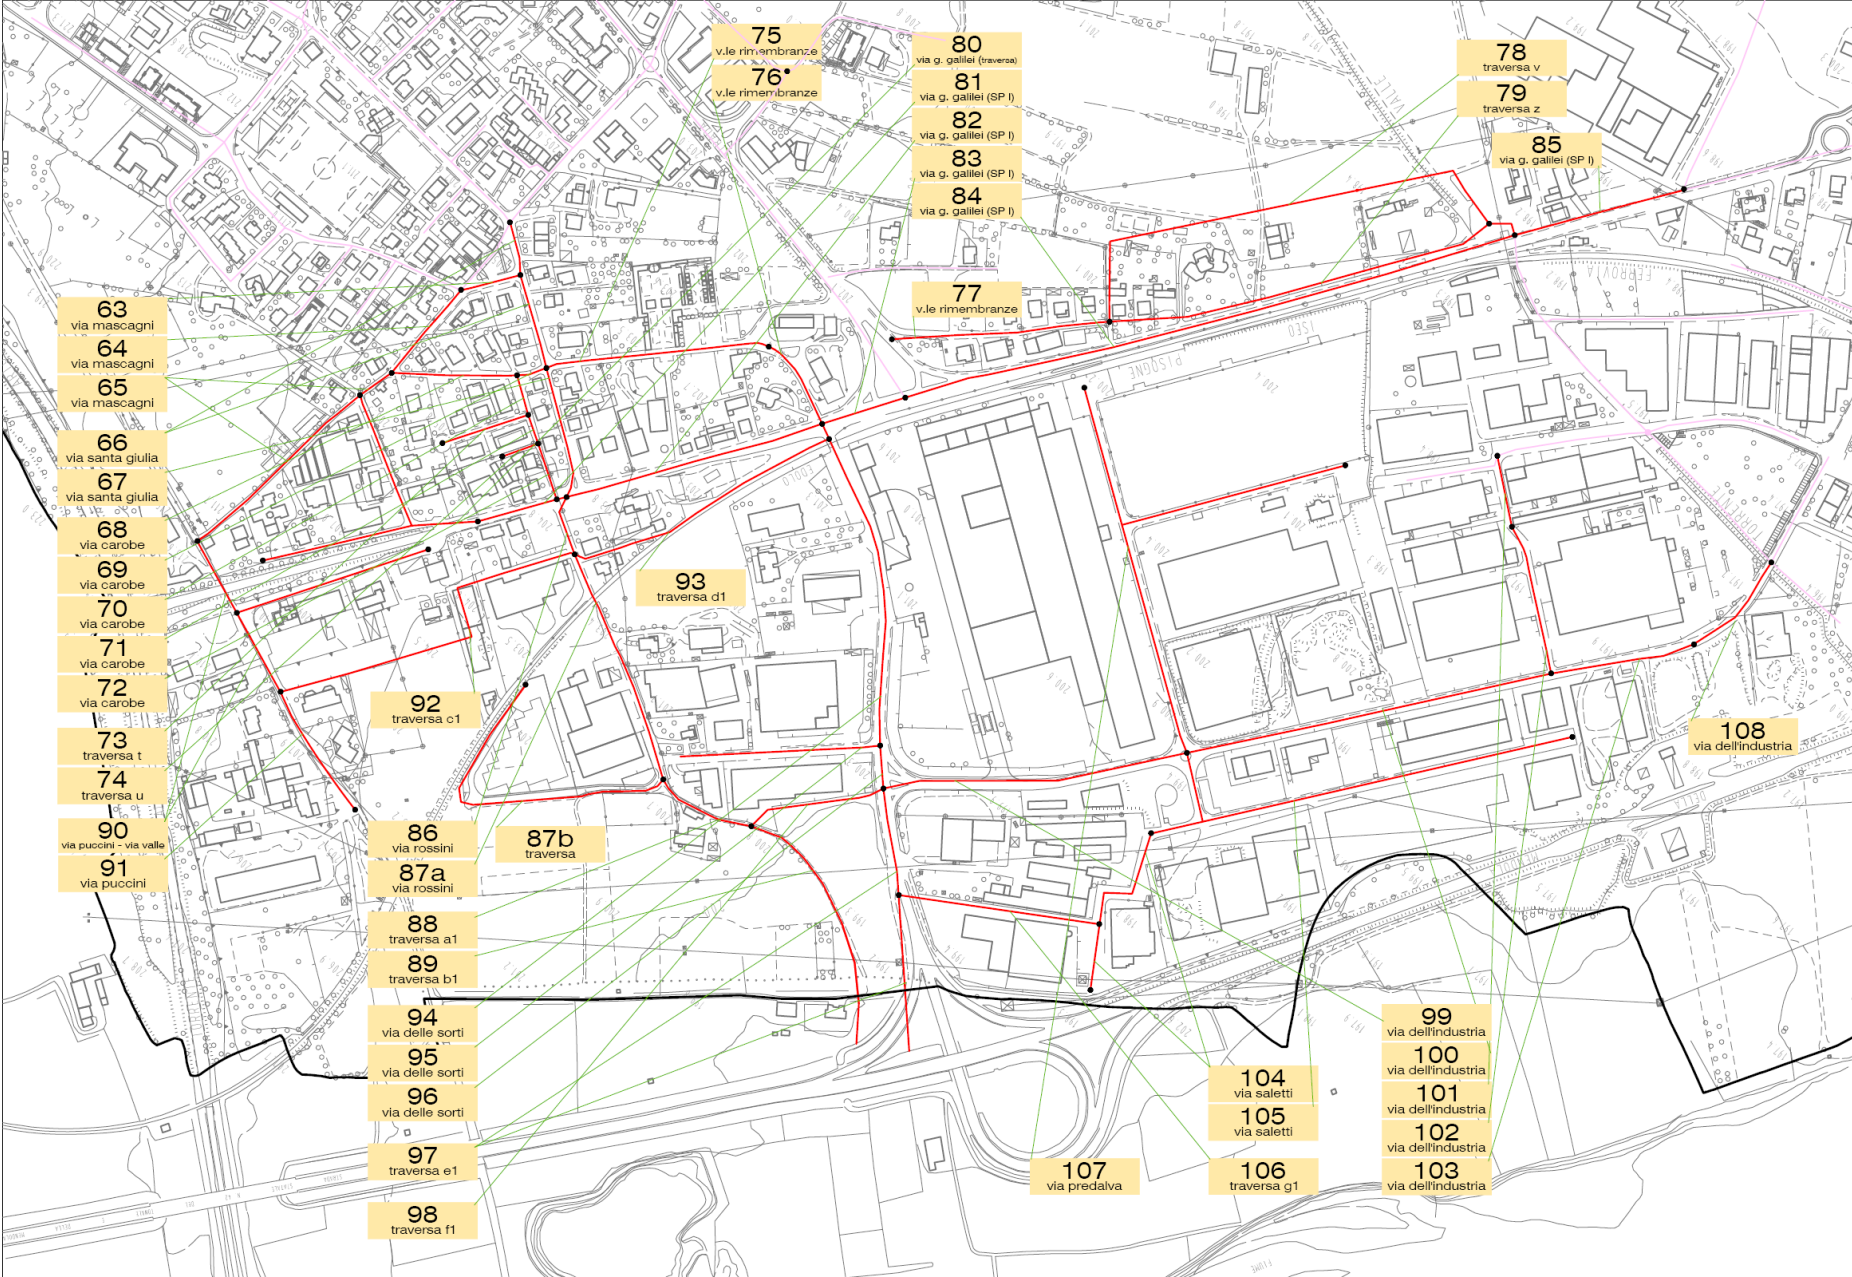 75
v.le rimembranze
76
v.le rimembranze
80
via g. galilei (traversa)
81
via g. galilei (SP I)
82
via g. galilei (SP I)
83
via g. galilei (SP I)
84
via g. galilei (SP I)
77
v.le rimembranze
78
traversa v
79
traversa z
85
via g. galilei (SP I)
63
via mascagni
64
via mascagni
65
via mascagni
66
via santa giulia
67
via santa giulia
68
via carobe
69
via carobe
70
via carobe
71
via carobe
72
via carobe
73
traversa t
74
traversa u
90
via puccini - via valle
91
via puccini
93
traversa d1
92
traversa c1
86
via rossini
87a
via rossini
87b
traversa
88
traversa a1
89
traversa b1
94
via delle sorti
95
via delle sorti
96
via delle sorti
97
traversa e1
98
traversa f1
108
via dell'industria
99
via dell'industria
100
via dell'industria
101
via dell'industria
102
via dell'industria
103
via dell'industria
104
via saletti
105
via saletti
106
traversa g1
107
via predalva
FERROVIA
ISEO
PISOGNE
EDOLO
VALLE
DELLA
FIUME